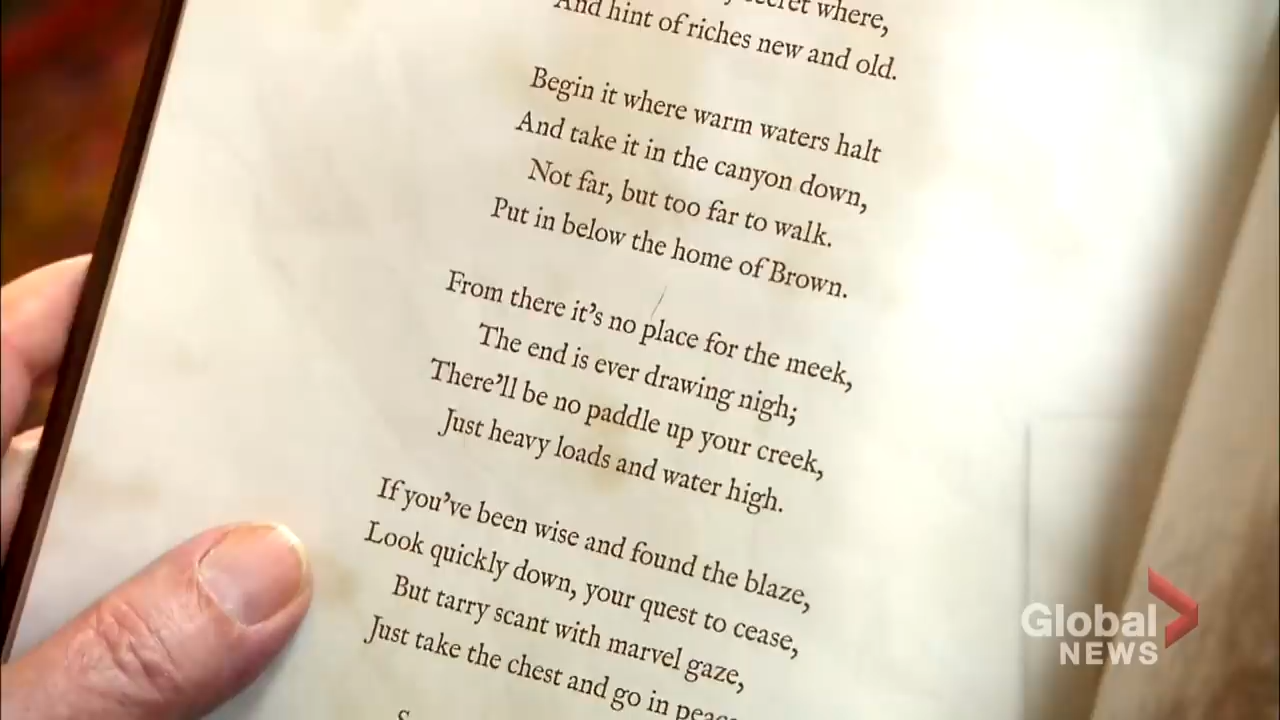 secret where,
And hint of riches new and old.
Begin it where warm waters halt
And take it in the canyon down,
Not far, but too far to walk.
Put in below the home of Brown.
From there it's no place for the meek,
The end is ever drawing nigh;
There'll be no paddle up your creek,
Just heavy loads and water high.
If you've been wise and found the blaze,
Look quickly down, your quest to cease,
But tarry scant with marvel gaze,
Just take the chest and go in
Global
NEWS